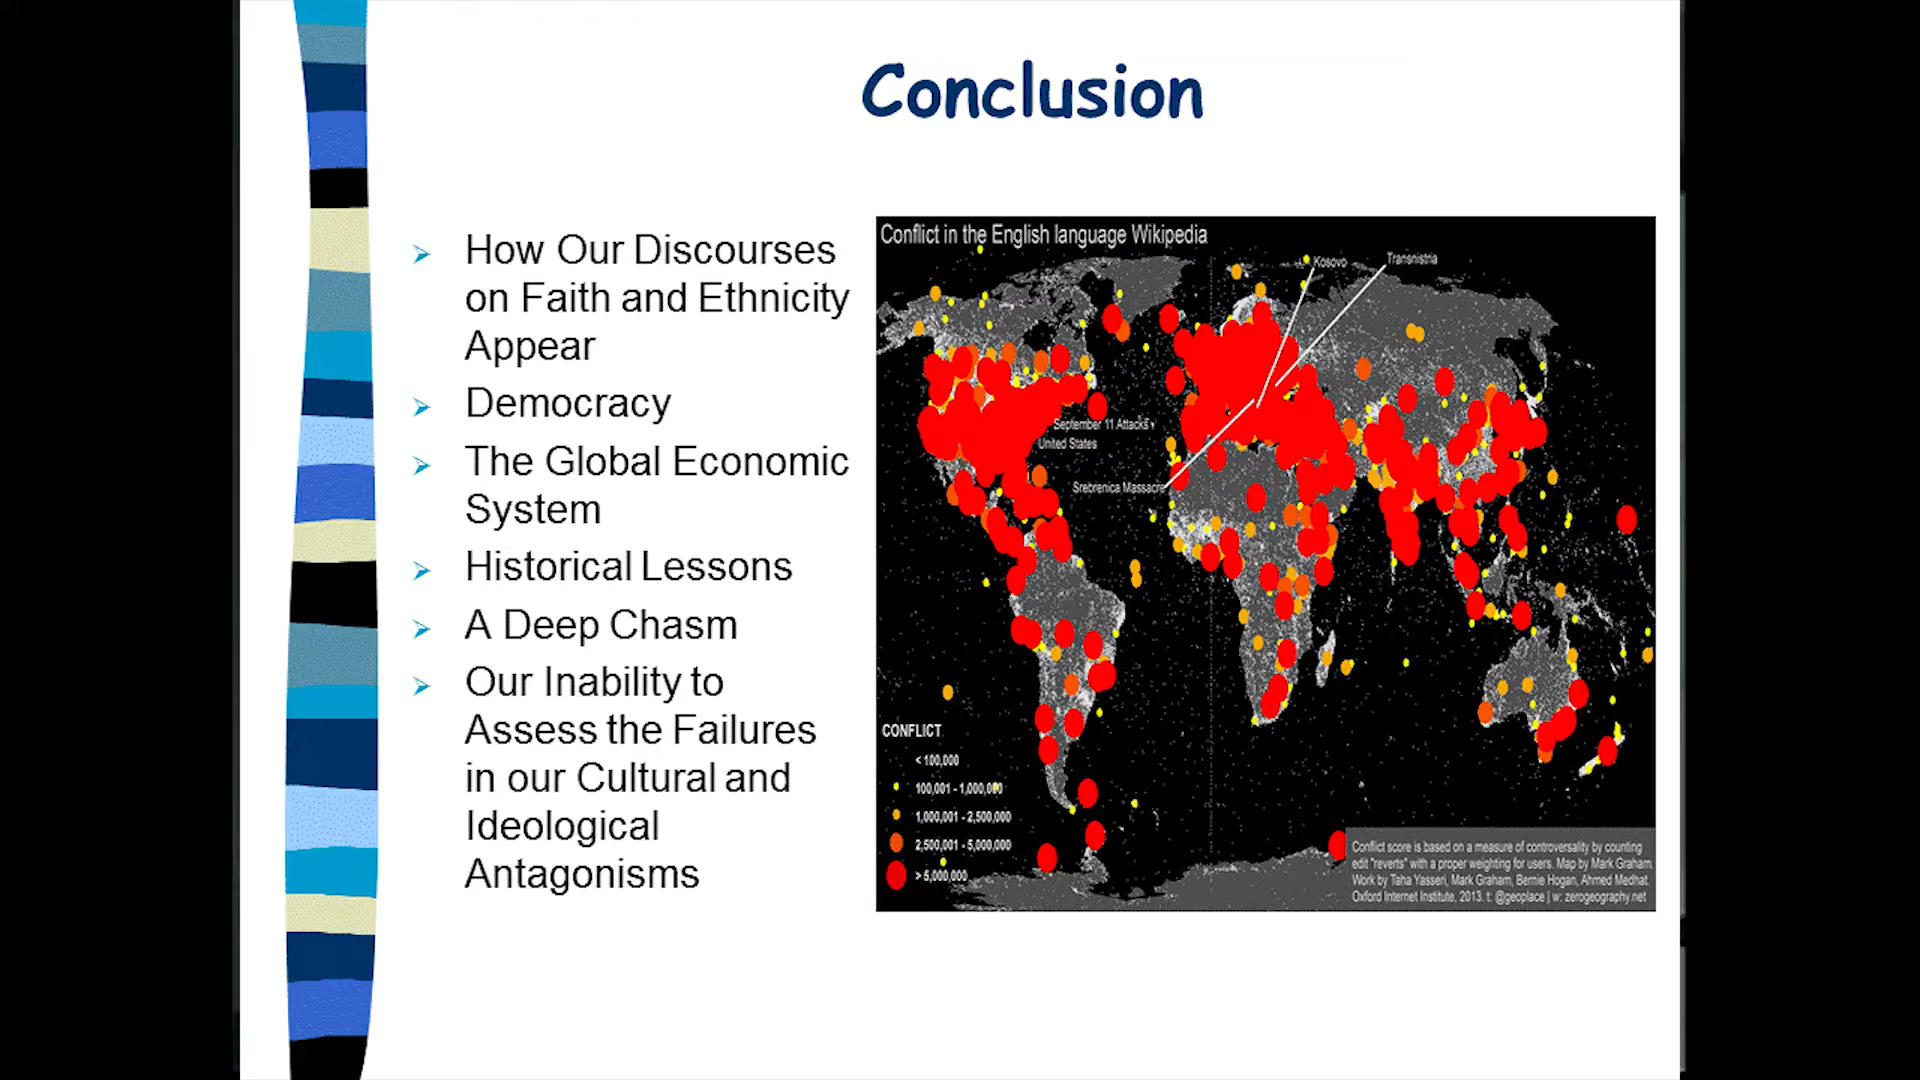 Conclusion
How Our Discourses
on Faith and Ethnicity
Appear
Democracy
The Global Economic
System
Historical Lessons
A Deep Chasm
Our Inability to
Assess the Failures
in our Cultural and
Ideological
Antagonisms
Conflict in the English language Wikipedia
Kosovo
Transnistria
September 11 Attacks
United States
Srebrenica Massacre
CONFLICT
< 100,000
100,001 - 1,000,000
1,000,001 - 2,500,000
2,500,001 - 5,000,000
> 5,000,000
Conflict score is based on a measure of controversality by counting
edit "reverts" with a proper weighting for users. Map by Mark Graham.
Work by Taha Yasseri, Mark Graham, Bernie Hogan, Ahmed Medhat.
Oxford Internet Institute, 2013. t: @geoplace | w: zerogeography.net